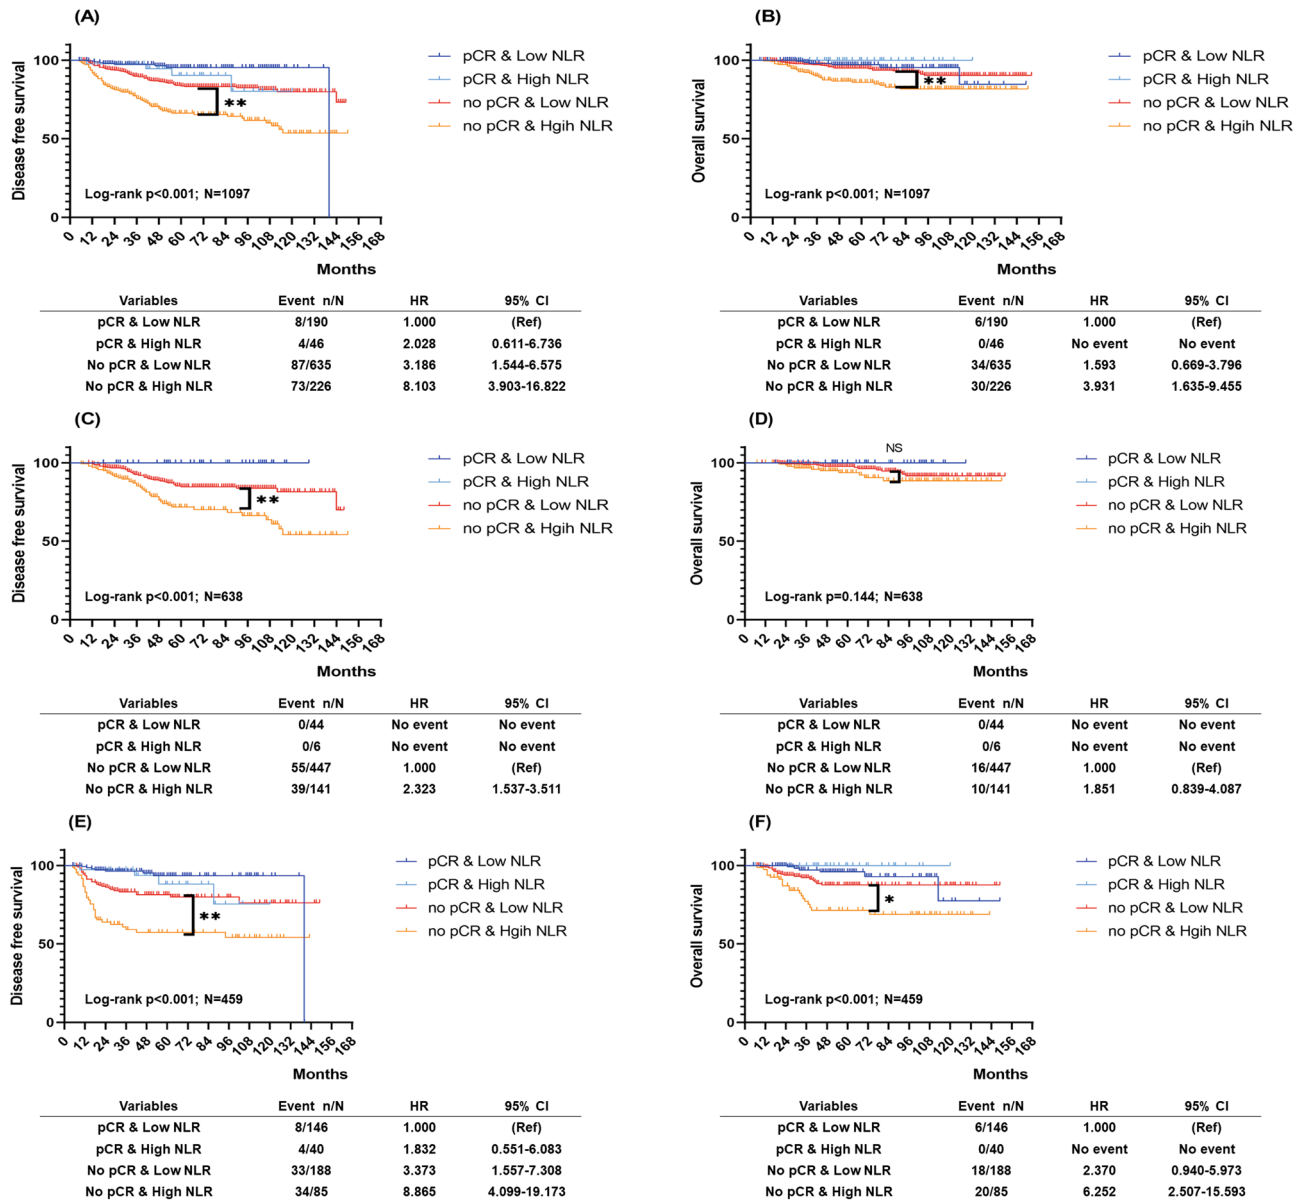 (A)
Disease free survival
100
50
0
pCR & Low NLR
pCR & High NLR
no pCR & Low NLR
no pCR & Hgih NLR
**
Log-rank p<0.001; N=1097
0 12 24 36 48 60 72 84 96 108 120 132 144 156 168
Months
Variables Event n/N HR 95% CI
pCR & Low NLR 8/190 1.000 (Ref)
pCR & High NLR 4/46 2.028 0.611-6.736
No pCR & Low NLR 87/635 3.186 1.544-6.575
No pCR & High NLR 73/226 8.103 3.903-16.822
(B)
Overall survival
100
50
0
pCR & Low NLR
pCR & High NLR
no pCR & Low NLR
no pCR & Hgih NLR
**
Log-rank p<0.001; N=1097
0 12 24 36 48 60 72 84 96 108 120 132 144 156 168
Months
Variables Event n/N HR 95% CI
pCR & Low NLR 6/190 1.000 (Ref)
pCR & High NLR 0/46 No event No event
No pCR & Low NLR 34/635 1.593 0.669-3.796
No pCR & High NLR 30/226 3.931 1.635-9.455
(C)
Disease free survival
100
50
0
pCR & Low NLR
pCR & High NLR
no pCR & Low NLR
no pCR & Hgih NLR
**
Log-rank p<0.001; N=638
0 12 24 36 48 60 72 84 96 108 120 132 144 156 168
Months
Variables Event n/N HR 95% CI
pCR & Low NLR 0/44 No event No event
pCR & High NLR 0/6 No event No event
No pCR & Low NLR 55/447 1.000 (Ref)
No pCR & High NLR 39/141 2.323 1.537-3.511
(D)
Overall survival
100
50
0
NS
pCR & Low NLR
pCR & High NLR
no pCR & Low NLR
no pCR & Hgih NLR
Log-rank p=0.144; N=638
0 12 24 36 48 60 72 84 96 108 120 132 144 156 168
Months
Variables Event n/N HR 95% CI
pCR & Low NLR 0/44 No event No event
pCR & High NLR 0/6 No event No event
No pCR & Low NLR 16/447 1.000 (Ref)
No pCR & High NLR 10/141 1.851 0.839-4.087
(E)
Disease free survival
100
50
0
pCR & Low NLR
pCR & High NLR
no pCR & Low NLR
no pCR & Hgih NLR
**
Log-rank p<0.001; N=459
0 12 24 36 48 60 72 84 96 108 120 132 144 156 168
Months
Variables Event n/N HR 95% CI
pCR & Low NLR 8/146 1.000 (Ref)
pCR & High NLR 4/40 1.832 0.551-6.083
No pCR & Low NLR 33/188 3.373 1.557-7.308
No pCR & High NLR 34/85 8.865 4.099-19.173
(F)
Overall survival
100
50
0
pCR & Low NLR
pCR & High NLR
no pCR & Low NLR
no pCR & Hgih NLR
*
Log-rank p<0.001; N=459
0 12 24 36 48 60 72 84 96 108 120 132 144 156 168
Months
Variables Event n/N HR 95% CI
pCR & Low NLR 6/146 1.000 (Ref)
pCR & High NLR 0/40 No event No event
No pCR & Low NLR 18/188 2.370 0.940-5.973
No pCR & High NLR 20/85 6.252 2.507-15.593